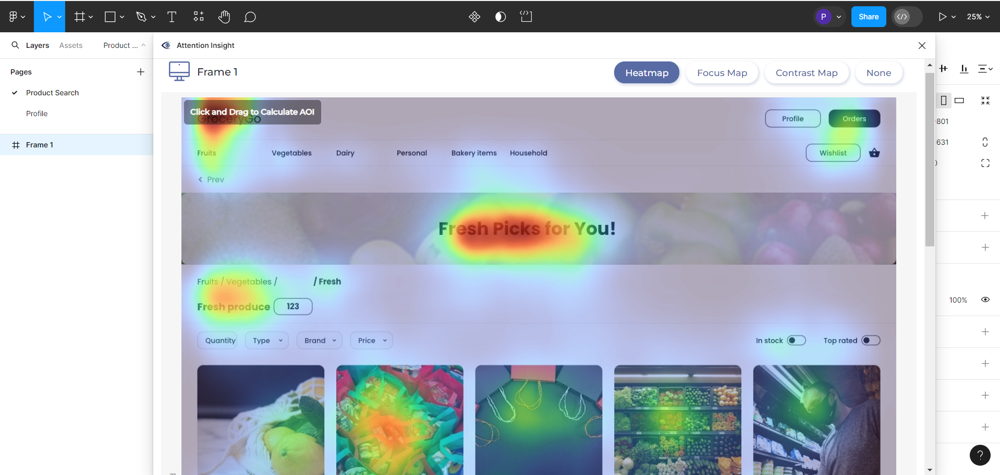 P
Share
25%
Layers
Assets
Product ...
Attention Insight
Pages
Product Search
Profile
Frame 1
Frame 1
Heatmap
Focus Map
Contrast Map
None
Click and Drag to Calculate AOI
GroceryGo
Profile
Orders
Fruits
Vegetables
Dairy
Personal
Bakery items
Household
Wishlist
< Prev
Fresh Picks for You!
Fruits / Vegetables /
/ Fresh
Fresh produce
123
Quantity
Type
Brand
Price
In stock
Top rated
801
631
100%
?